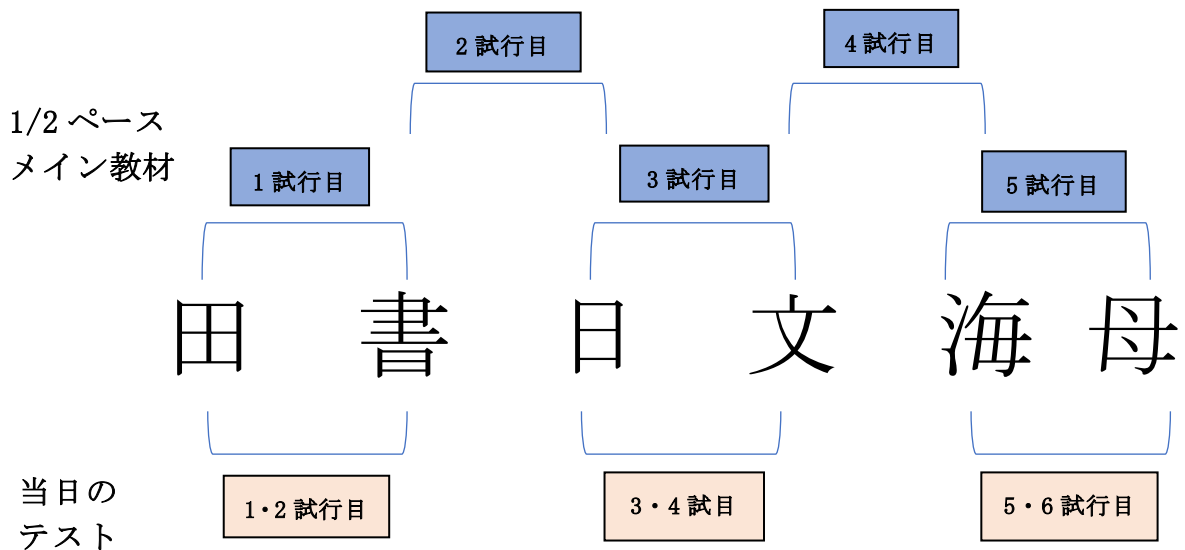 2 試行目
4 試行目
1/2 ペース
メイン教材
1 試行目
3 試行目
5 試行目
田 書 日 文 海 母
当日の
テスト
1・2 試行目
3・4 試目
5・6 試行目